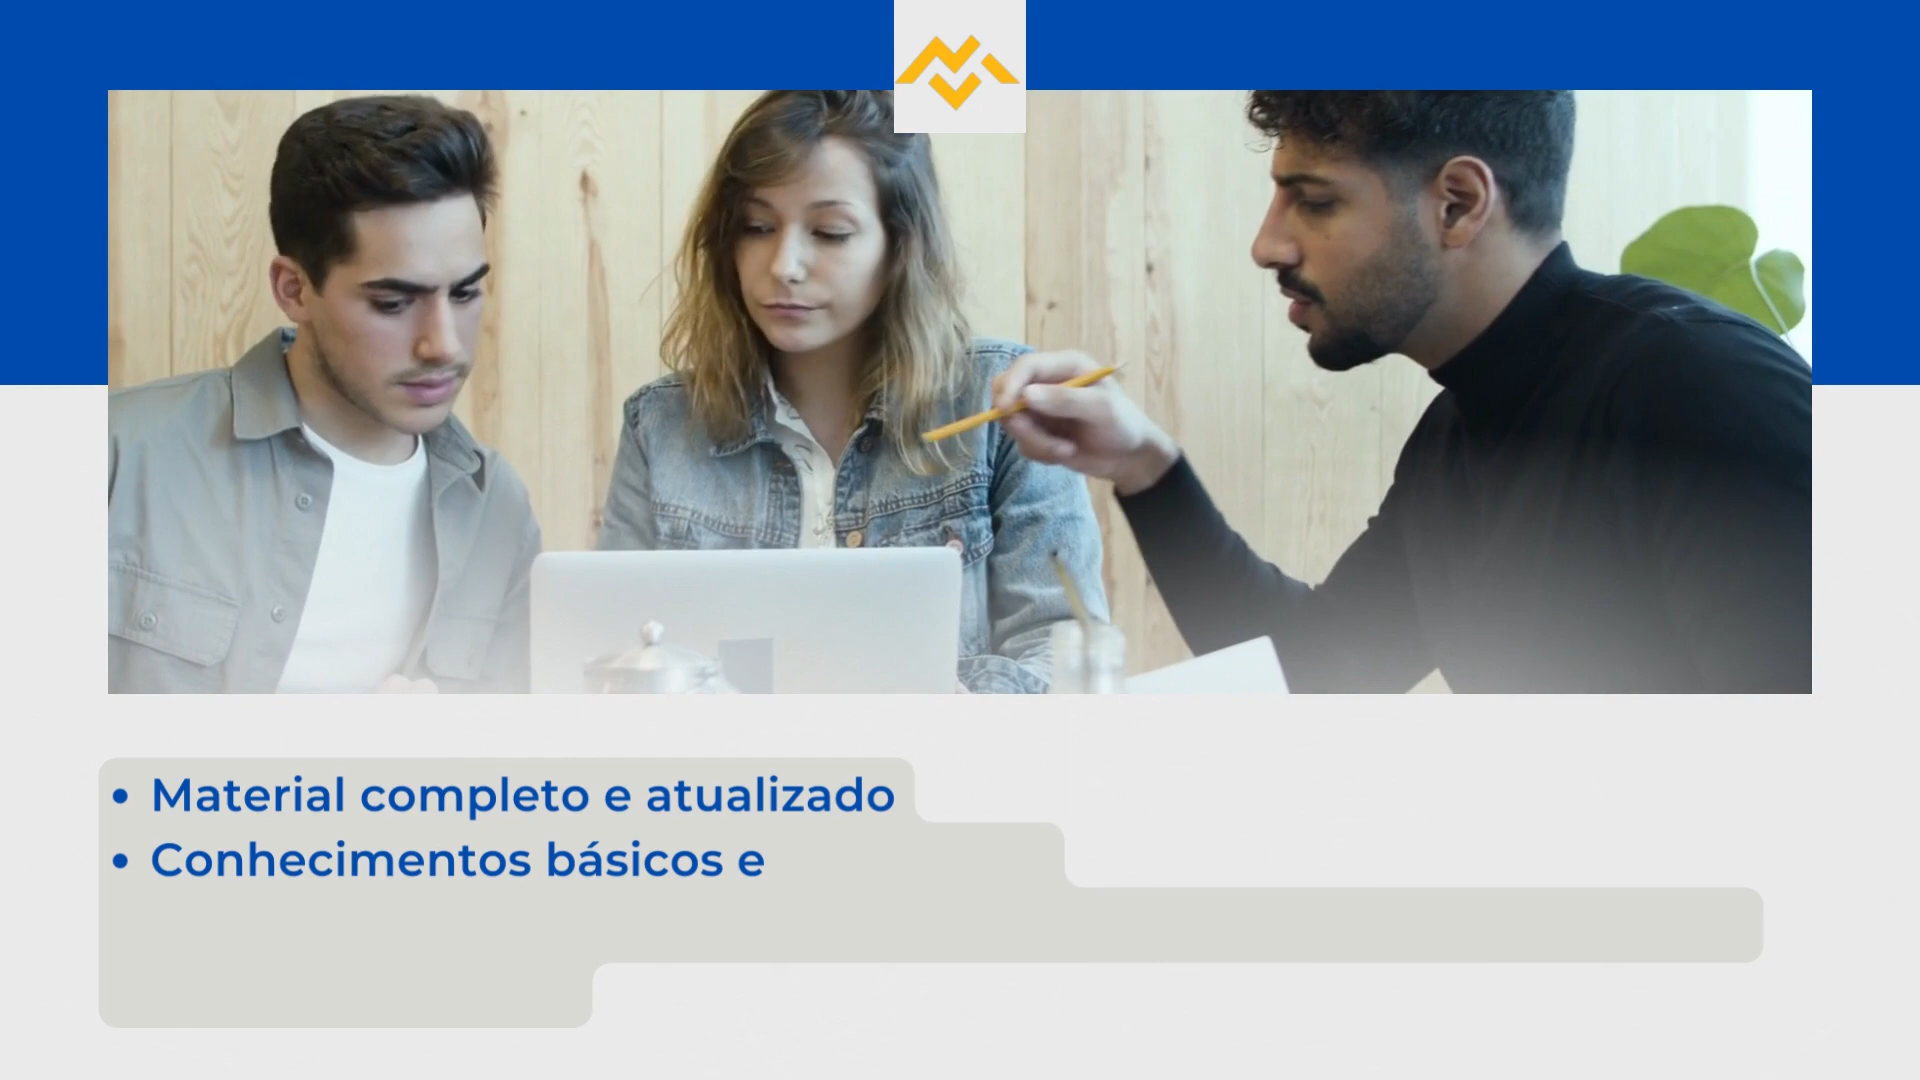 • Material completo e atualizado
• Conhecimentos básicos e